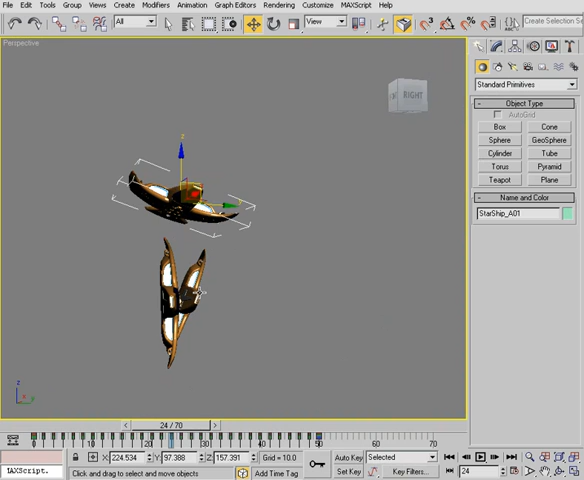 File Edit Tools Group Views Create Modifiers Animation Graph Editors Rendering Customize MAXScript Help
All View Create Selection Se
Perspective
RIGHT
Standard Primitives
- Object Type
AutoGrid
Box Cone
Sphere GeoSphere
Cylinder Tube
Torus Pyramid
Teapot Plane
- Name and Color
StarShip_A01
z
z
< 24 / 70 >
0 10 20 30 40 50 60 70
X: 224.534 Y: 97.388 Z: 157.391 Grid = 10.0 Auto Key Selected
MAXScript. Click and drag to select and move objects Add Time Tag Set Key Key Filters... 24